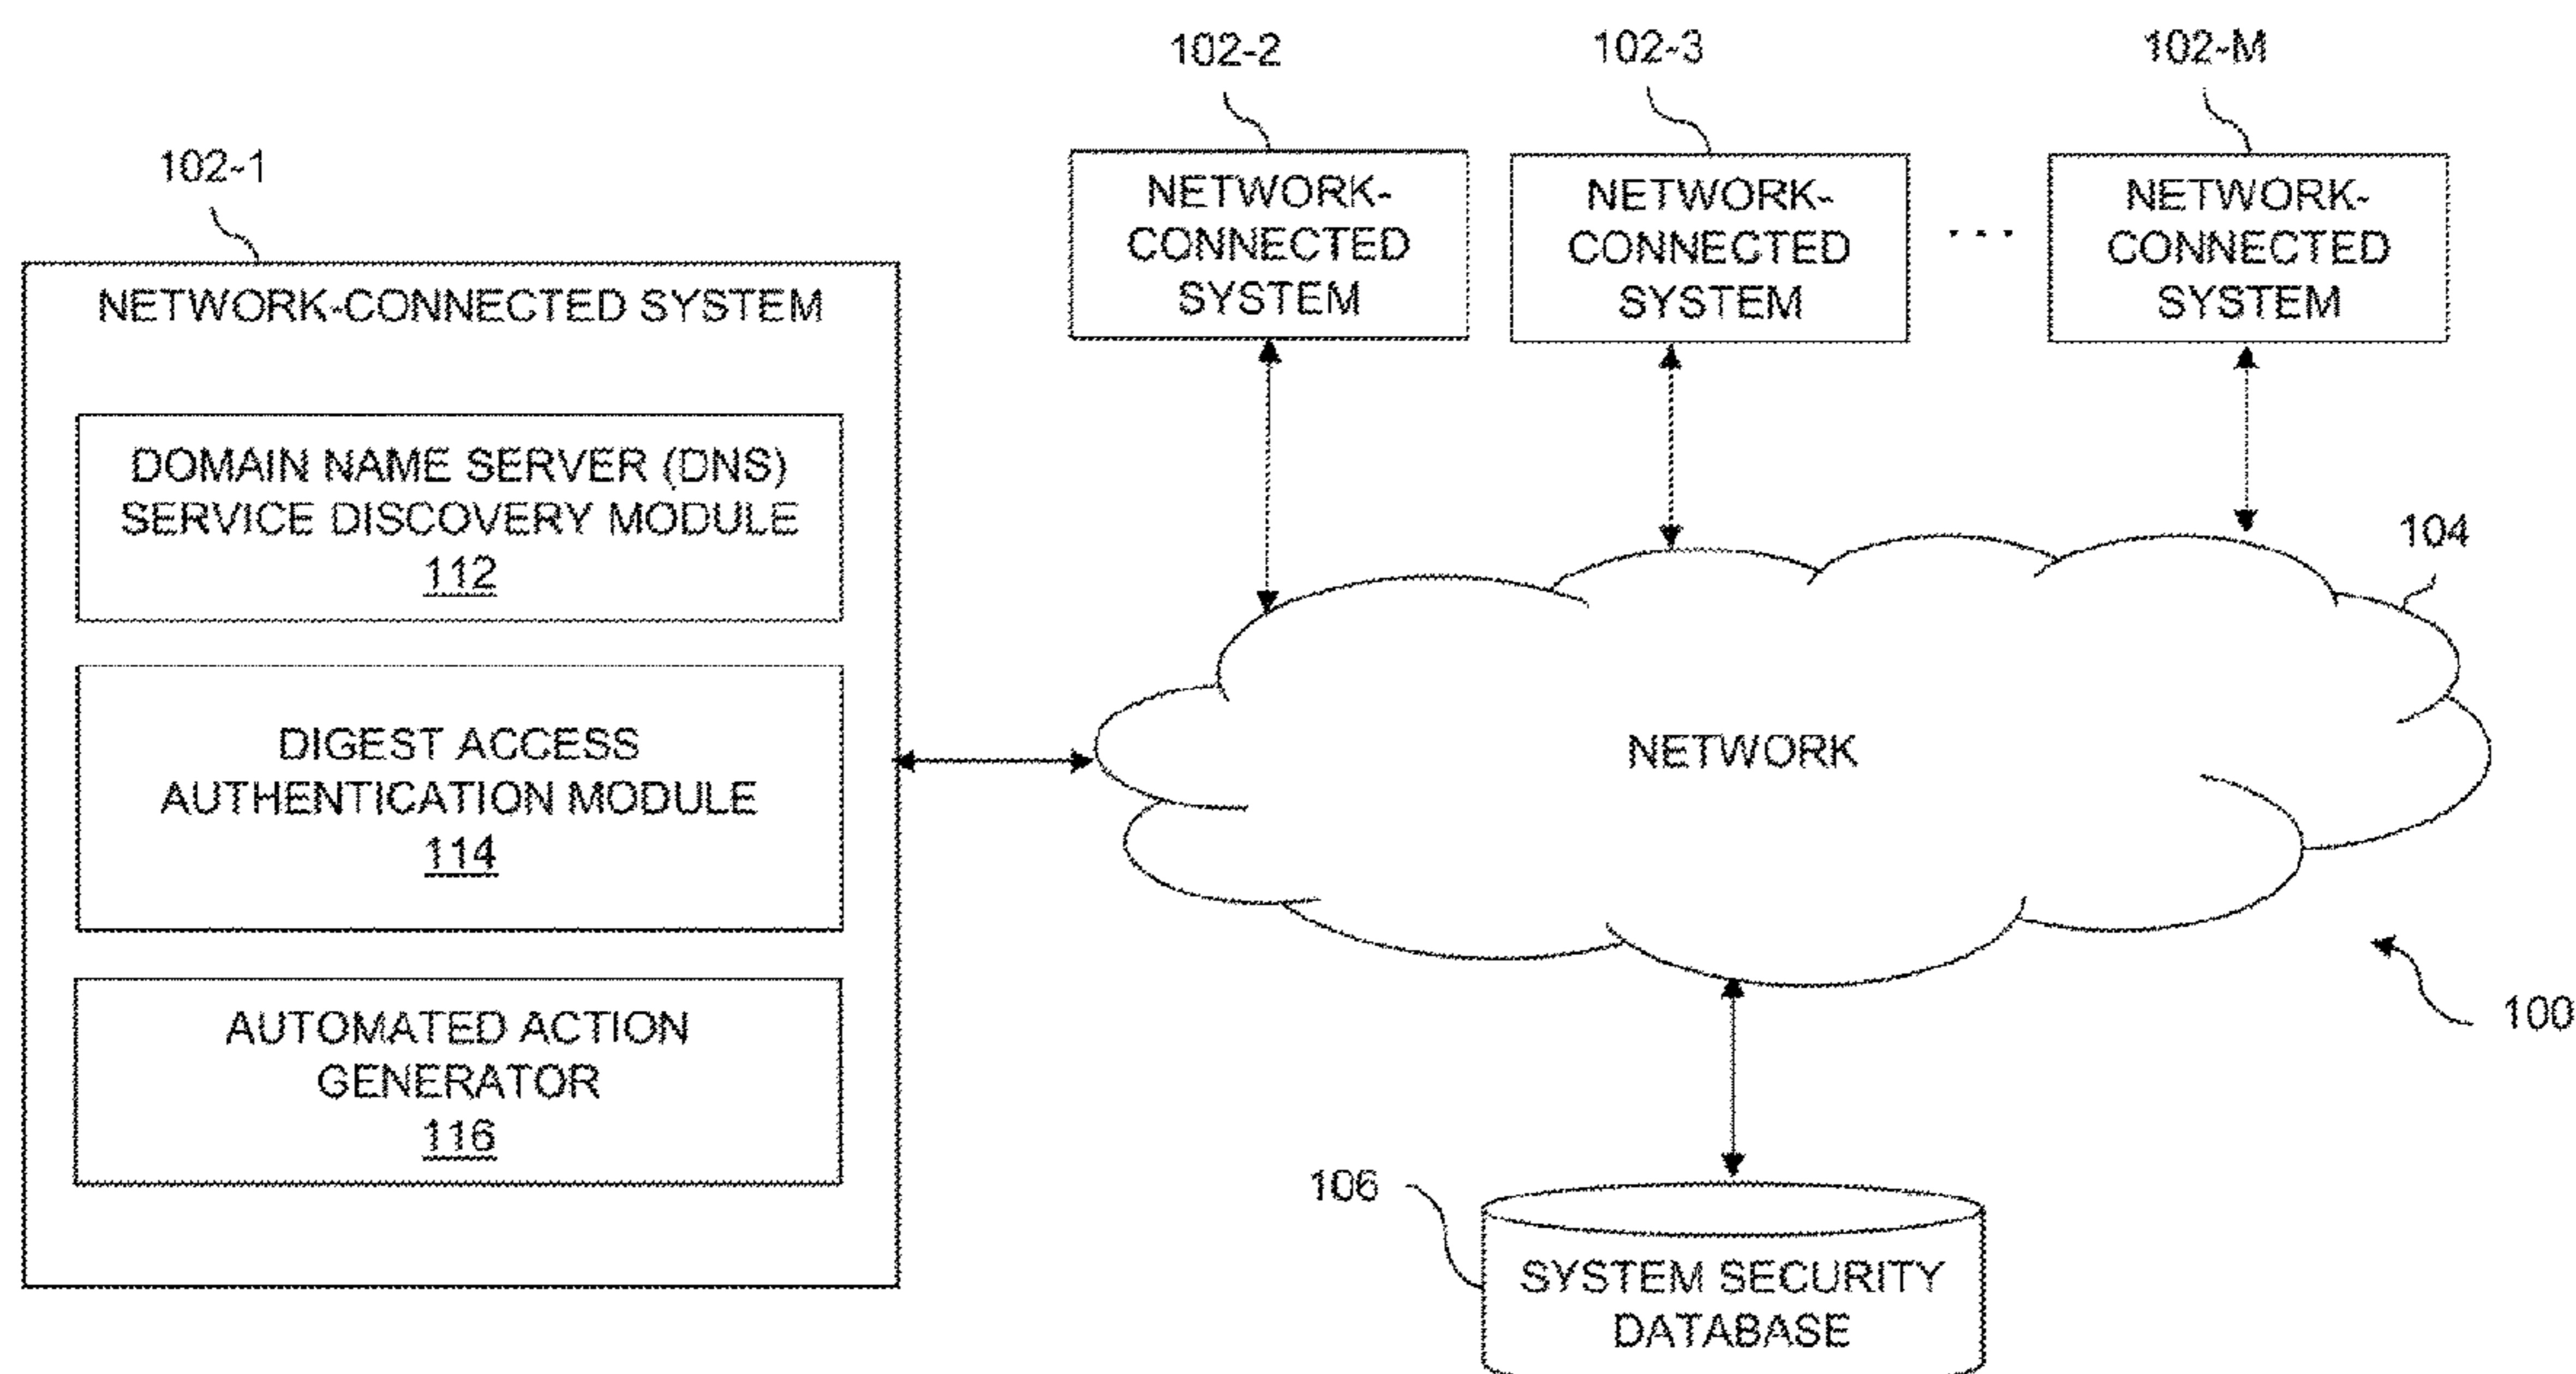 102-1
NETWORK-CONNECTED SYSTEM
DOMAIN NAME SERVER (DNS)
SERVICE DISCOVERY MODULE
112
DIGEST ACCESS
AUTHENTICATION MODULE
114
AUTOMATED ACTION
GENERATOR
116
102-2
NETWORK-
CONNECTED
SYSTEM
102-3
NETWORK-
CONNECTED
SYSTEM
. . .
102-M
NETWORK-
CONNECTED
SYSTEM
104
NETWORK
100
106
SYSTEM SECURITY
DATABASE